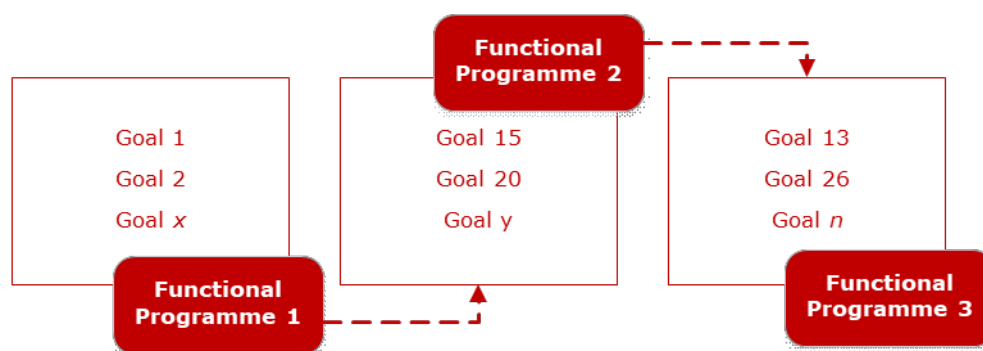 Goal 1
Goal 2
Goal x
Functional
Programme 1
Functional
Programme 2
Goal 15
Goal 20
Goal y
Goal 13
Goal 26
Goal n
Functional
Programme 3